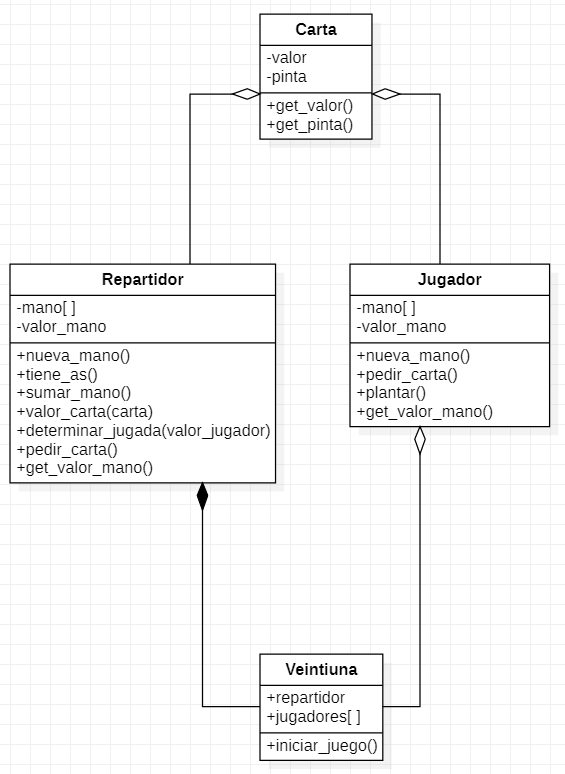 Carta
-valor
-pinta
+get_valor()
+get_pinta()
Repartidor
-mano[ ]
-valor_mano
+nueva_mano()
+tiene_as()
+sumar_mano()
+valor_carta(carta)
+determinar_jugada(valor_jugador)
+pedir_carta()
+get_valor_mano()
Jugador
-mano[ ]
-valor_mano
+nueva_mano()
+pedir_carta()
+plantar()
+get_valor_mano()
Veintiuna
+repartidor
+jugadores[ ]
+iniciar_juego()